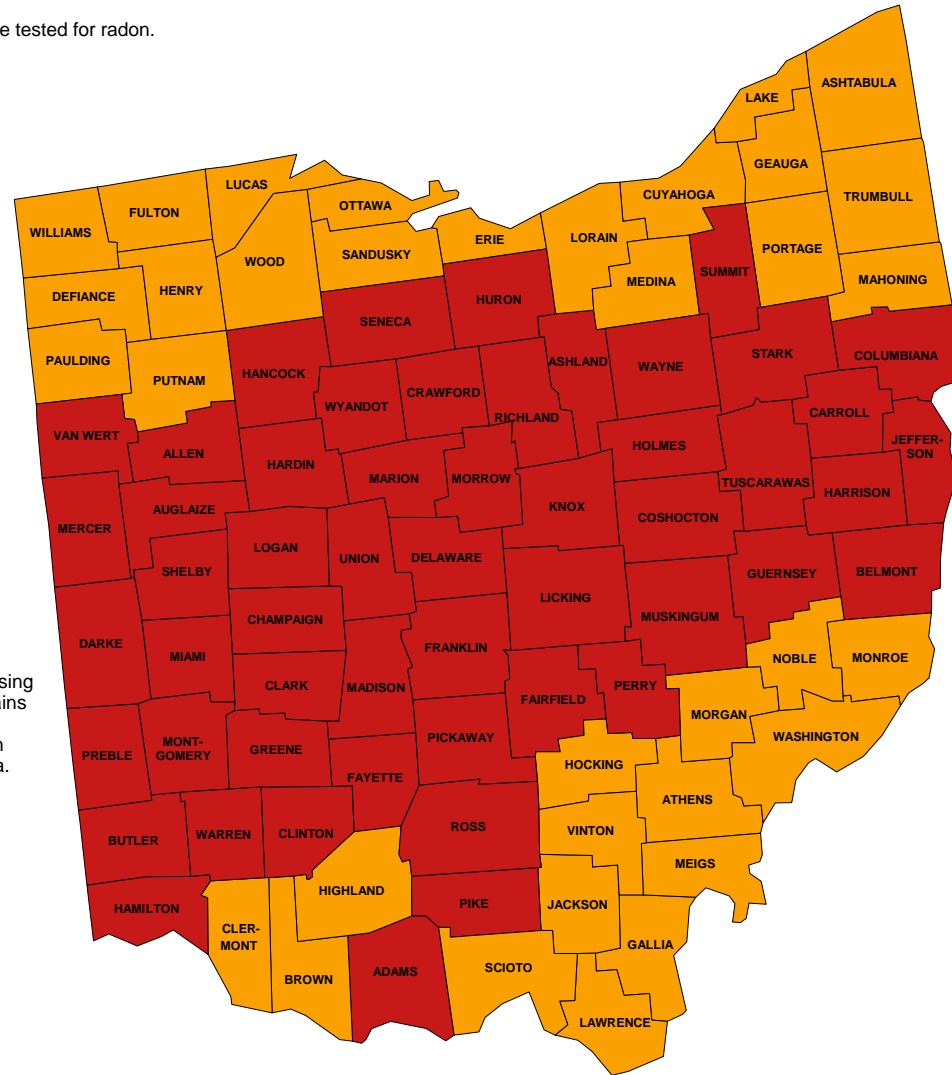 e tested for radon.
ASHTABULA
LAKE
GEAUGA
CUYAHOGA
TRUMBULL
LUCAS
OTTAWA
FULTON
WILLIAMS
ERIE
LORAIN
PORTAGE
SANDUSKY
WOOD
SUMMIT
MEDINA
MAHONING
HENRY
DEFIANCE
HURON
SENECA
STARK
COLUMBIANA
PAULDING
ASHLAND
WAYNE
HANCOCK
PUTNAM
CRAWFORD
WYANDOT
RICHLAND
CARROLL
VAN WERT
JEFFER-
SON
HOLMES
ALLEN
HARDIN
MARION
MORROW
TUSCARAWAS
HARRISON
KNOX
AUGLAIZE
COSHOCTON
MERCER
LOGAN
UNION
DELAWARE
SHELBY
GUERNSEY
BELMONT
LICKING
MUSKINGUM
CHAMPAIGN
DARKE
MIAMI
FRANKLIN
NOBLE
MONROE
sing
CLARK
MADISON
PERRY
ains
FAIRFIELD
MORGAN
n
WASHINGTON
PICKAWAY
MONT-
GOMERY
PREBLE
GREENE
a.
HOCKING
FAYETTE
ATHENS
ROSS
VINTON
BUTLER
WARREN
CLINTON
MEIGS
HIGHLAND
PIKE
JACKSON
HAMILTON
CLER-
MONT
GALLIA
SCIOTO
ADAMS
BROWN
LAWRENCE